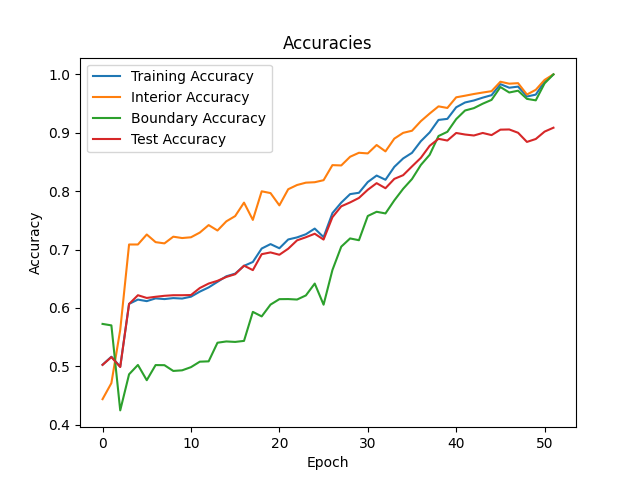 Accuracies
Training Accuracy
Interior Accuracy
Boundary Accuracy
Test Accuracy
1.0
0.9
0.8
0.7
0.6
0.5
0.4
Accuracy
0 10 20 30 40 50
Epoch